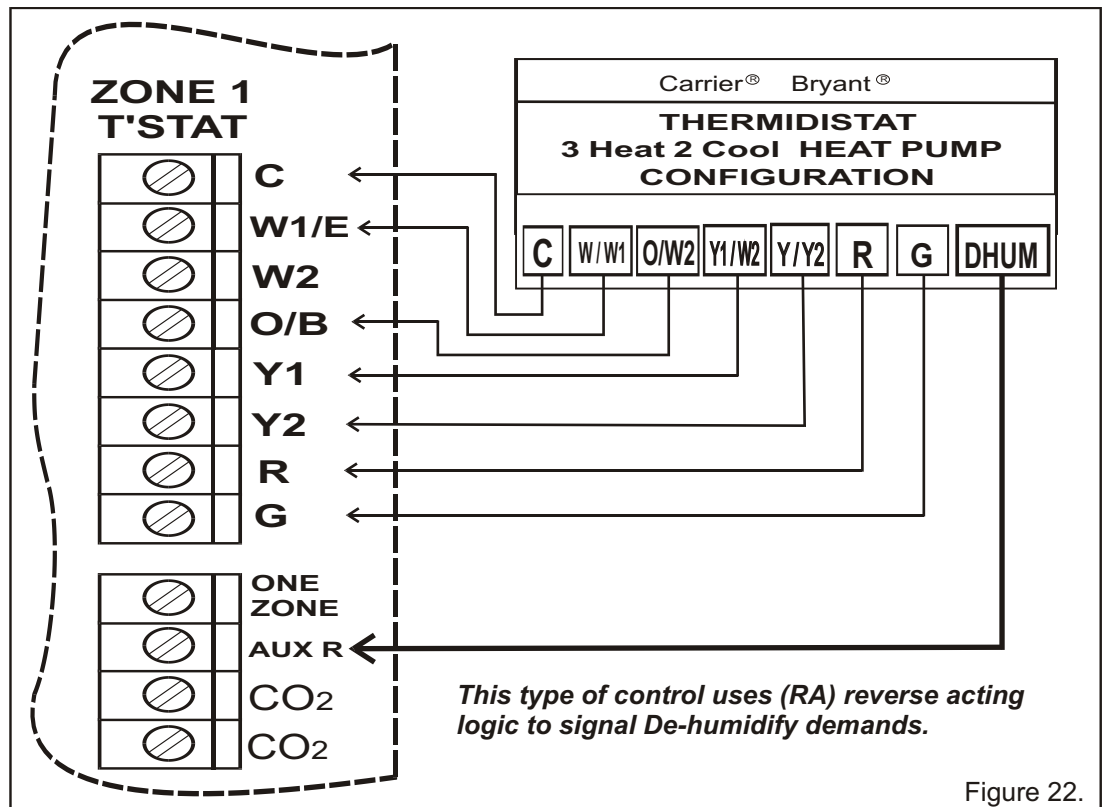 ZONE 1
T'STAT
C
W1/E
W2
O/B
Y1
Y2
R
G
ONE
ZONE
AUX R
CO2
CO2
Carrier® Bryant®
THERMIDISTAT
3 Heat 2 Cool HEAT PUMP
CONFIGURATION
C W/W1 O/W2 Y1/W2 Y/Y2 R G DHUM
This type of control uses (RA) reverse acting
logic to signal De-humidify demands.
Figure 22.